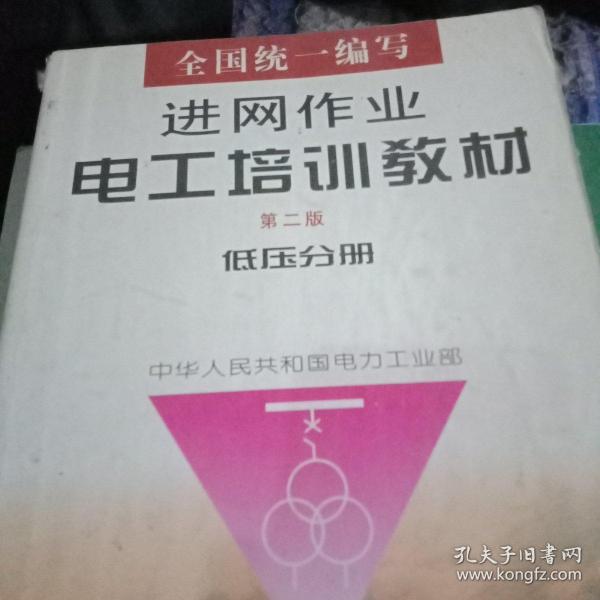 全国统一编写
进网作业
电工培训教材
第二版
低压分册
中华人民共和国电力工业部
孔夫子旧书网
www.kongfz.com